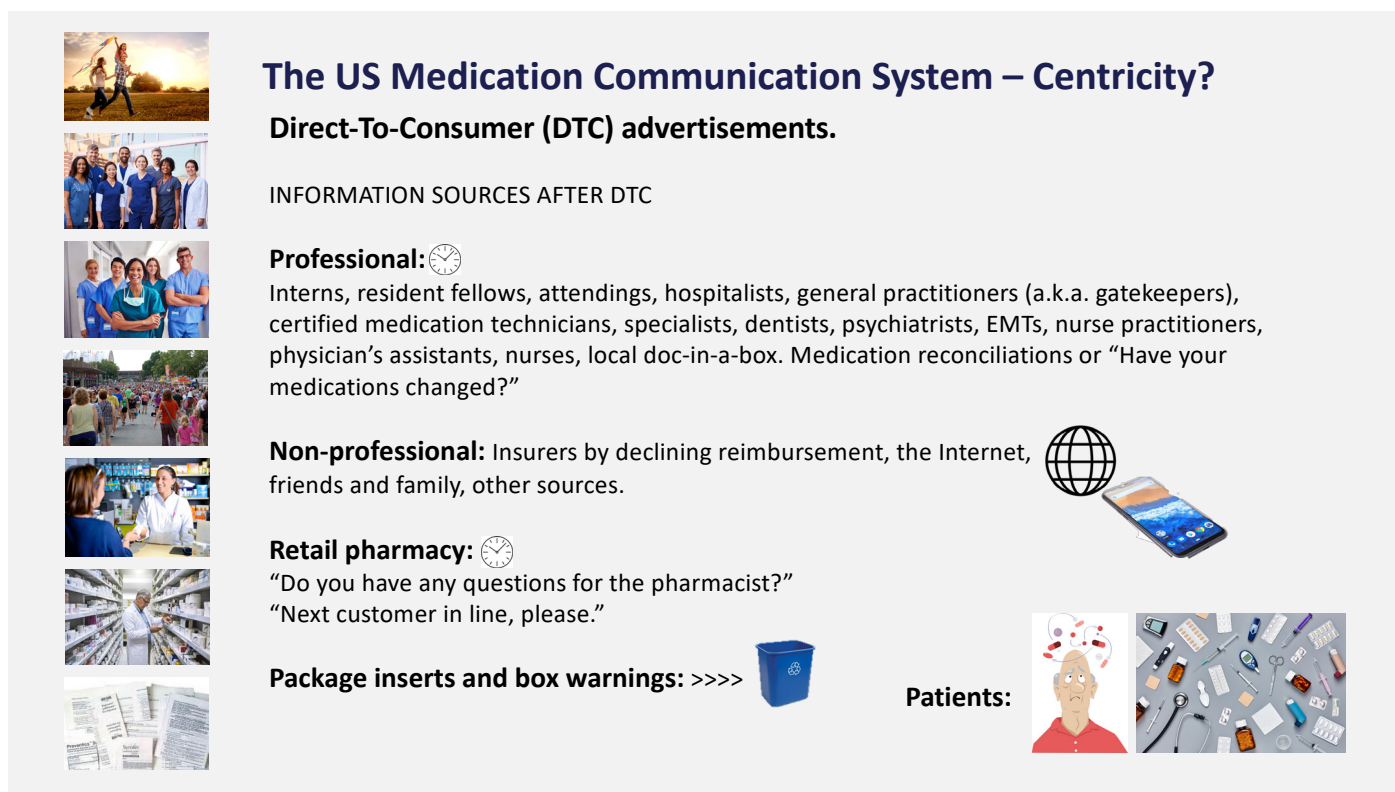 The US Medication Communication System – Centricity?
Direct-To-Consumer (DTC) advertisements.
INFORMATION SOURCES AFTER DTC
Professional:
Interns, resident fellows, attendings, hospitalists, general practitioners (a.k.a. gatekeepers),
certified medication technicians, specialists, dentists, psychiatrists, EMTs, nurse practitioners,
physician’s assistants, nurses, local doc-in-a-box. Medication reconciliations or “Have your
medications changed?”
Non-professional: Insurers by declining reimbursement, the Internet,
friends and family, other sources.
Retail pharmacy:
“Do you have any questions for the pharmacist?”
“Next customer in line, please.”
Package inserts and box warnings: >>>>
Patients: